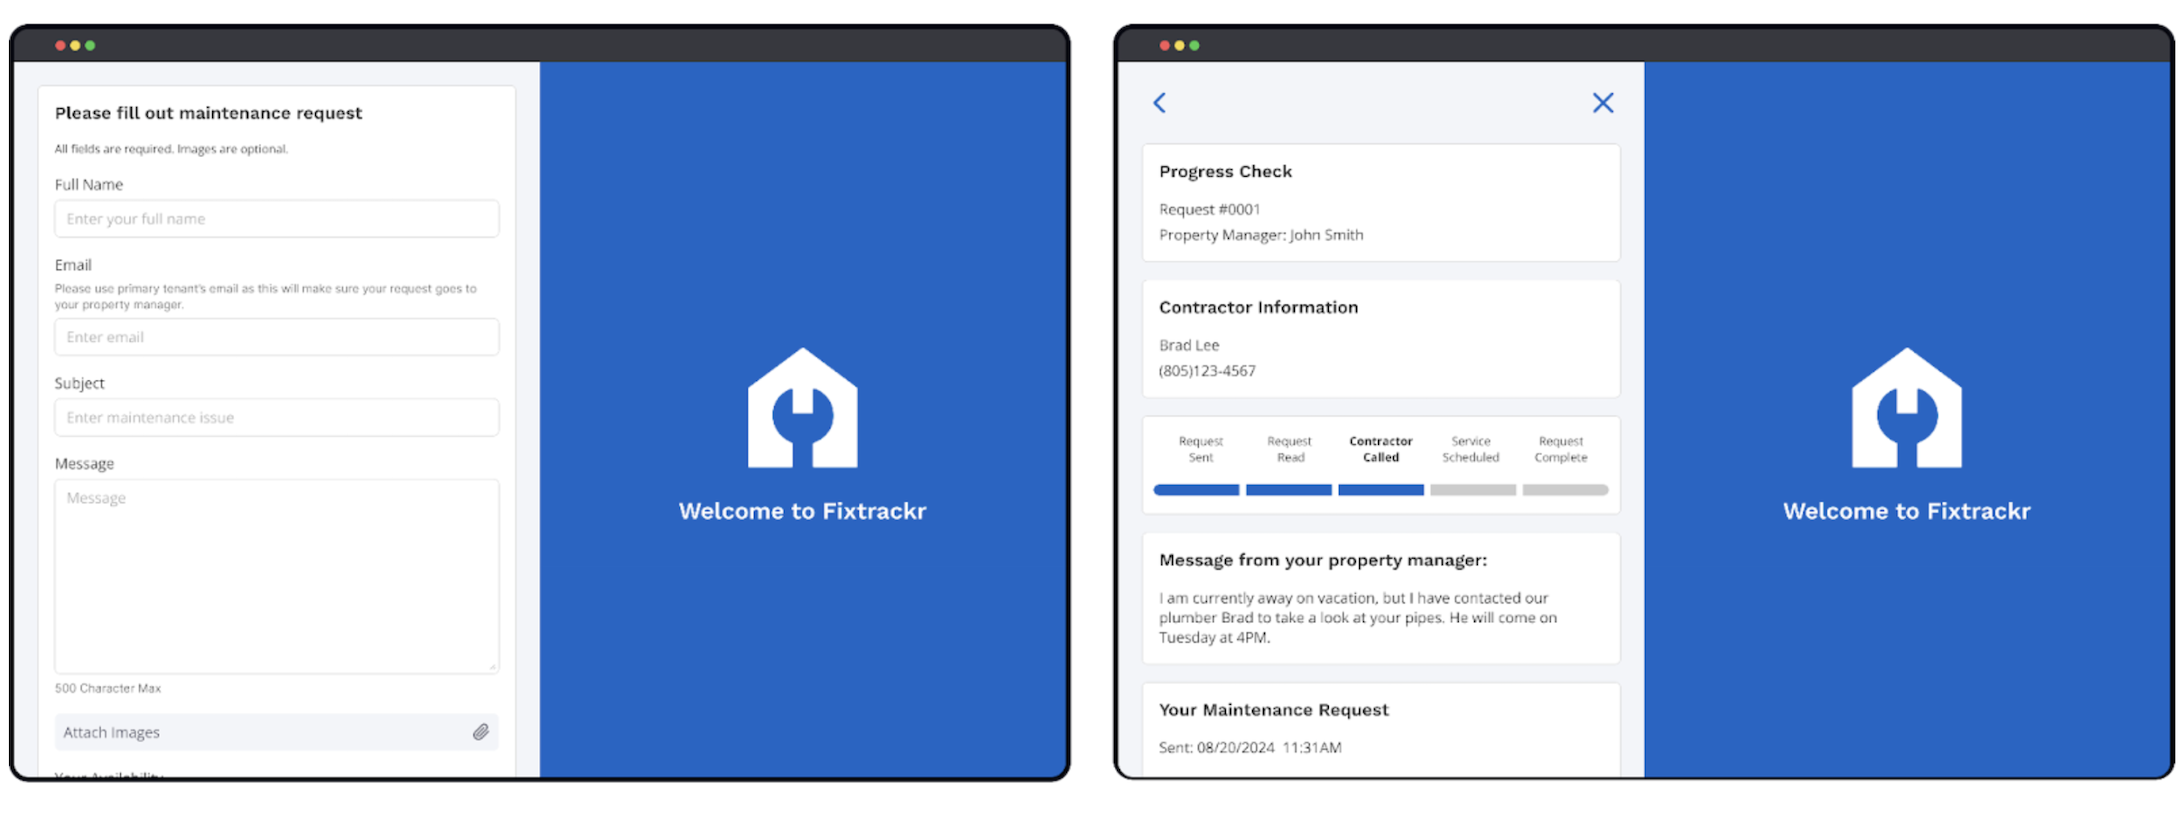 Please fill out maintenance request
All fields are required. Images are optional.
Full Name
Enter your full name
Email
Please use primary tenant's email as this will make sure your request goes to
your property manager.
Enter email
Subject
Enter maintenance issue
Message
Message
500 Character Max
Attach Images
Your Availability
Welcome to Fixtrackr
Progress Check
Request #0001
Property Manager: John Smith
Contractor Information
Brad Lee
(805)123-4567
Request
Sent
Request
Read
Contractor
Called
Service
Scheduled
Request
Complete
Message from your property manager:
I am currently away on vacation, but I have contacted our
plumber Brad to take a look at your pipes. He will come on
Tuesday at 4PM.
Your Maintenance Request
Sent: 08/20/2024 11:31AM
Welcome to Fixtrackr